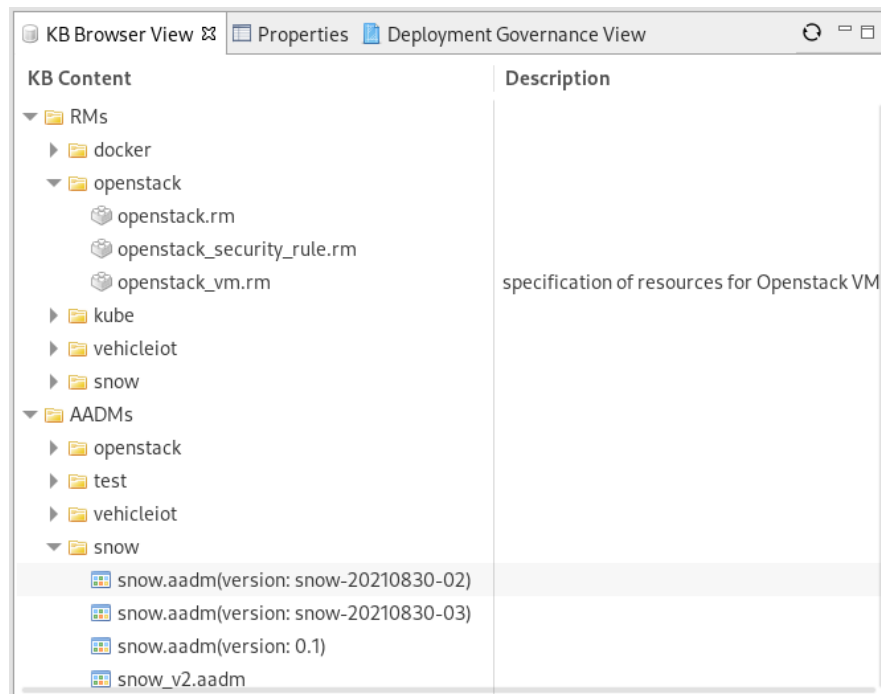 KB Browser View Properties Deployment Governance View
KB Content Description
RMs
docker
openstack
openstack.rm
openstack_security_rule.rm
openstack_vm.rm specification of resources for Openstack VM
kube
vehicleiot
snow
AADMs
openstack
test
vehicleiot
snow
snow.aadm(version: snow-20210830-02)
snow.aadm(version: snow-20210830-03)
snow.aadm(version: 0.1)
snow_v2.aadm